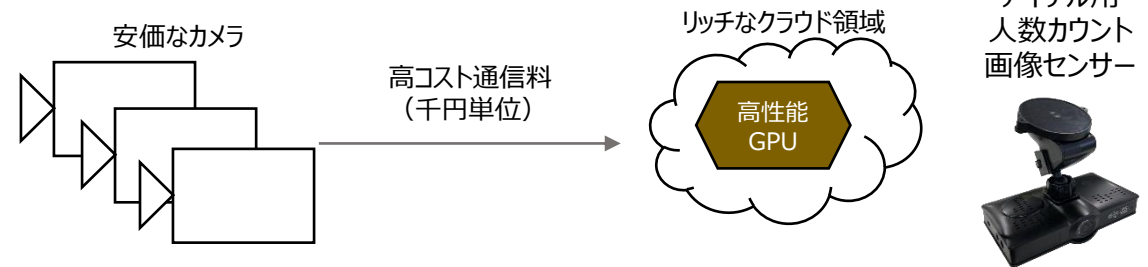 安価なカメラ
高コスト通信料
（千円単位）
リッチなクラウド領域
高性能
GPU
人数カウント
画像センサー